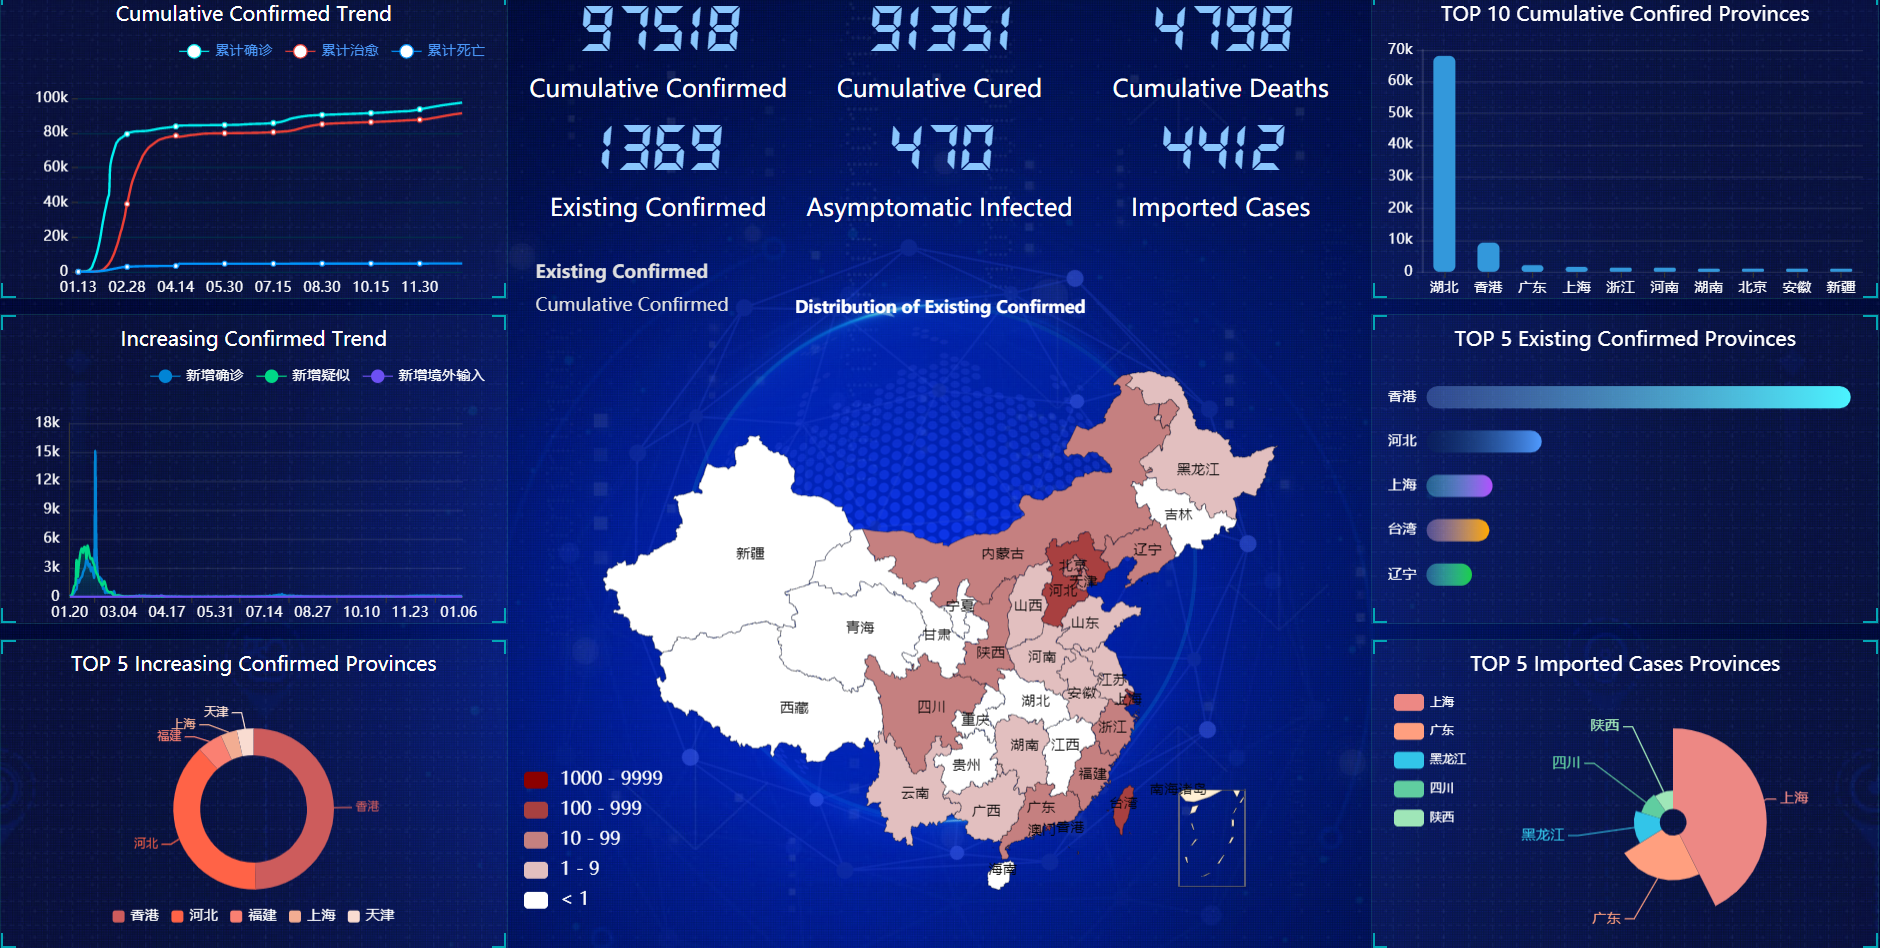 Cumulative Confirmed Trend
累计确诊 累计治愈 累计死亡
100k
80k
60k
40k
20k
0
01.13 02.28 04.14 05.30 07.15 08.30 10.15 11.30
Increasing Confirmed Trend
新增确诊 新增疑似 新增境外输入
18k
15k
12k
9k
6k
3k
0
01.20 03.04 04.17 05.31 07.14 08.27 10.10 11.23 01.06
TOP 5 Increasing Confirmed Provinces
天津
上海
福建
香港
河北
香港 河北 福建 上海 天津
97518 91351 4798
Cumulative Confirmed Cumulative Cured Cumulative Deaths
1369 470 4412
Existing Confirmed Asymptomatic Infected Imported Cases
Existing Confirmed
Cumulative Confirmed
Distribution of Existing Confirmed
黑龙江
吉林
新疆
内蒙古
辽宁
北京
天津
河北
宁夏
山西
青海
甘肃
山东
陕西
河南
江苏
安徽
上海
西藏
四川
湖北
重庆
浙江
湖南
江西
贵州
福建
云南
南海诸岛
台湾
广西
广东
澳门
香港
海南
1000 - 9999
100 - 999
10 - 99
1 - 9
< 1
TOP 10 Cumulative Confired Provinces
70k
60k
50k
40k
30k
20k
10k
0
湖北 香港 广东 上海 浙江 河南 湖南 北京 安徽 新疆
TOP 5 Existing Confirmed Provinces
香港
河北
上海
台湾
辽宁
TOP 5 Imported Cases Provinces
上海
广东
黑龙江
四川
陕西
陕西
四川
上海
黑龙江
广东